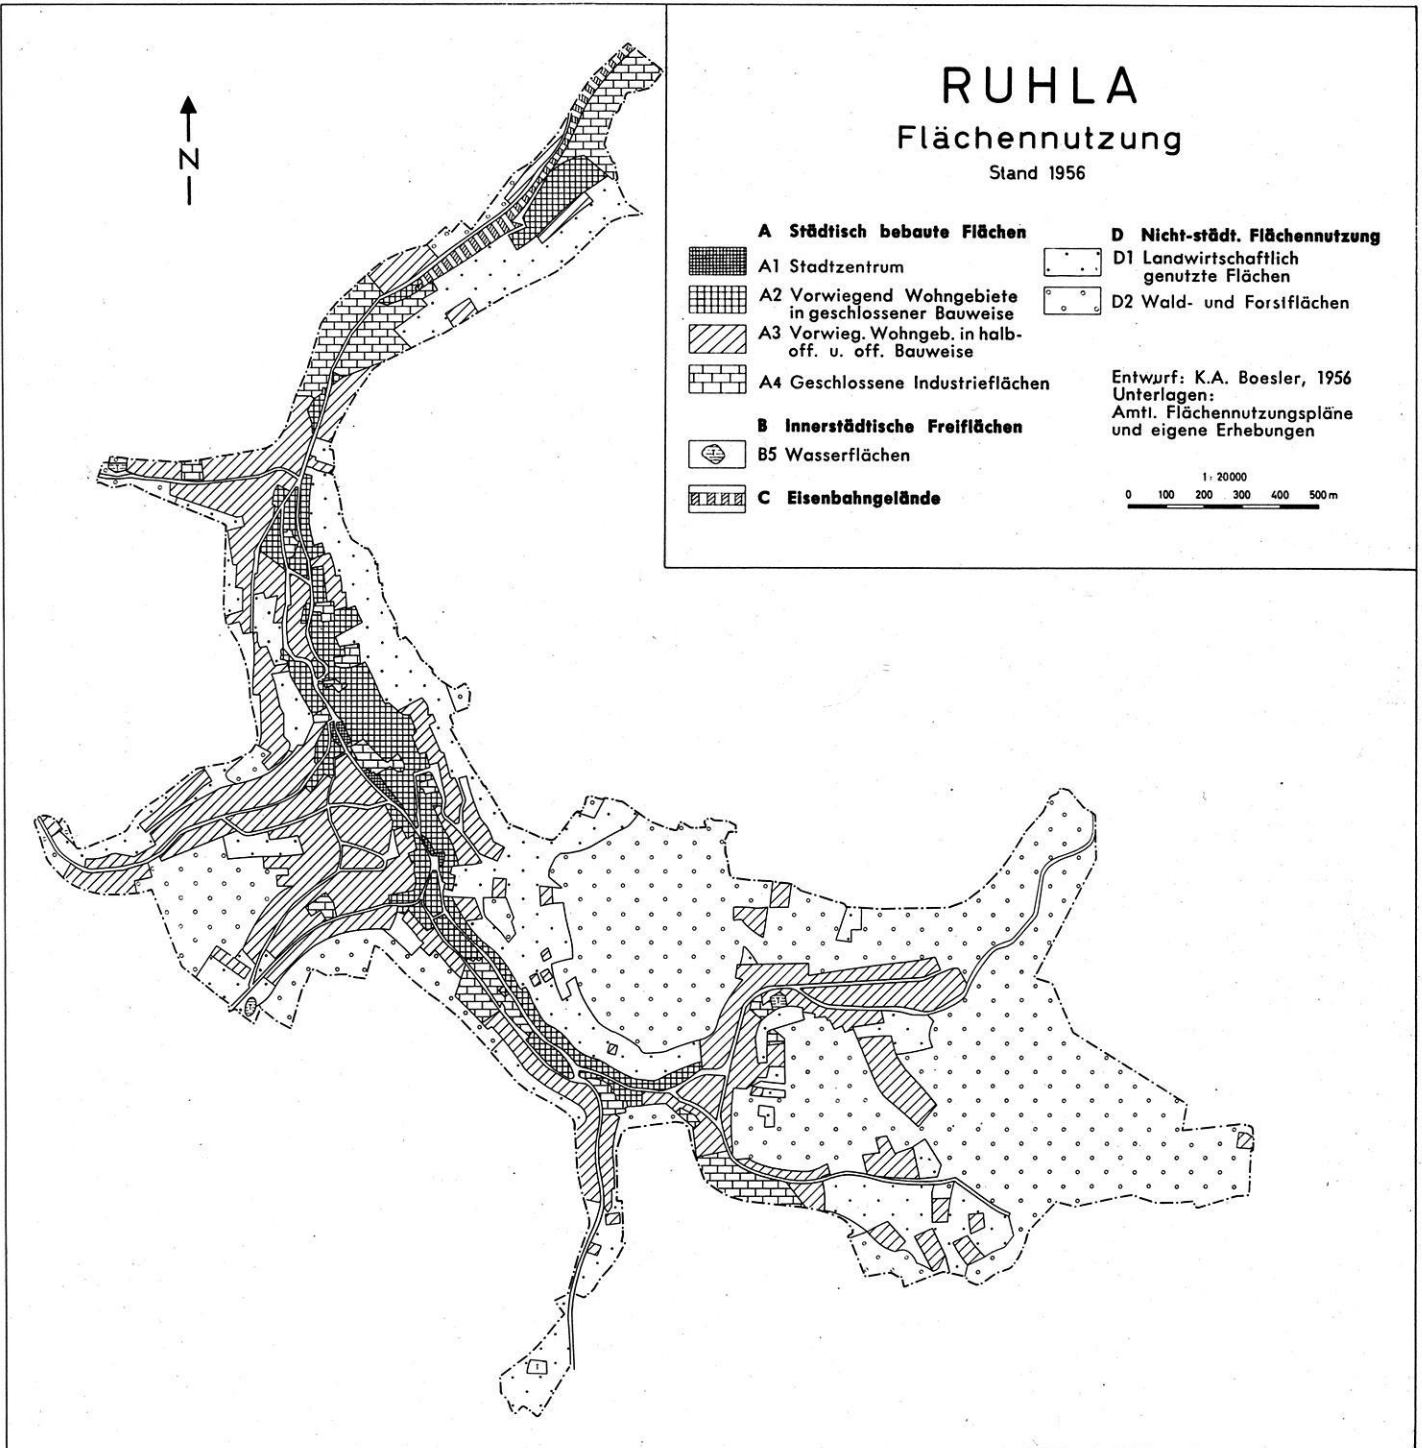 N
RUHLA
Flächennutzung
Stand 1956
A Städtisch bebaute Flächen
A1 Stadtzentrum
A2 Vorwiegend Wohngebiete
in geschlossener Bauweise
A3 Vorwieg. Wohngeb. in halb-
off. u. off. Bauweise
A4 Geschlossene Industrieflächen
B Innerstädtische Freiflächen
B5 Wasserflächen
C Eisenbahngelände
D Nicht-städt. Flächennutzung
D1 Landwirtschaftlich
genutzte Flächen
D2 Wald- und Forstflächen
Entwurf: K.A. Boesler, 1956
Unterlagen:
Amtl. Flächennutzungspläne
und eigene Erhebungen
1: 20000
0 100 200 300 400 500 m